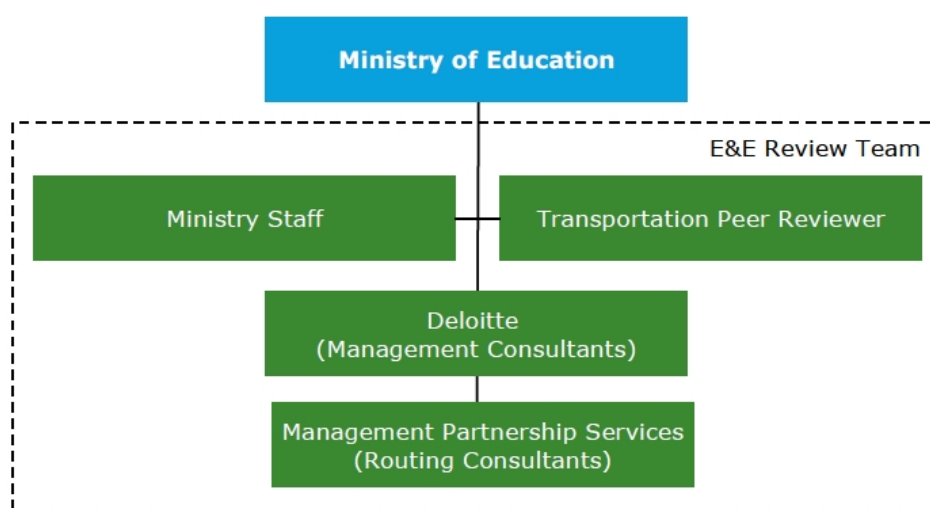 Ministry of Education
E&E Review Team
Ministry Staff
Transportation Peer Reviewer
Deloitte
(Management Consultants)
Management Partnership Services
(Routing Consultants)